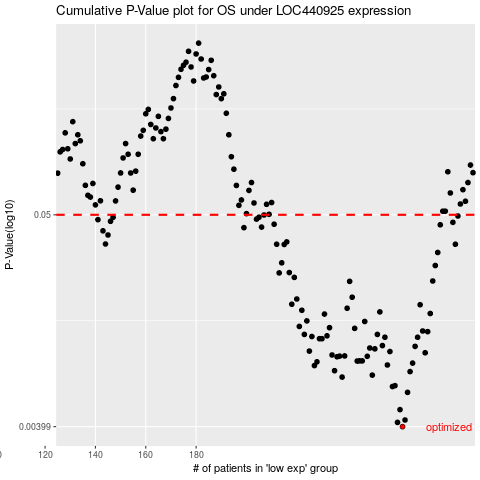 Cumulative P-Value plot for OS under LOC440925 expression
P-Value(log10)
0.05
0.00399
optimized
0 120 140 160 180
# of patients in 'low exp' group